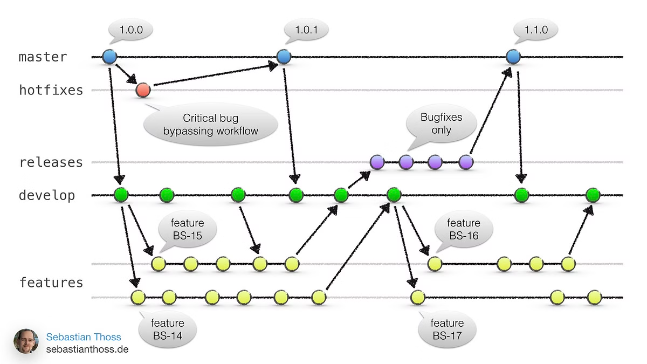 1.0.0
1.0.1
1.1.0
master
hotfixes
Critical bug
bypassing workflow
Bugfixes
only
releases
develop
feature
BS-15
feature
BS-16
features
feature
BS-14
feature
BS-17
Sebastian Thoss
sebastianthoss.de